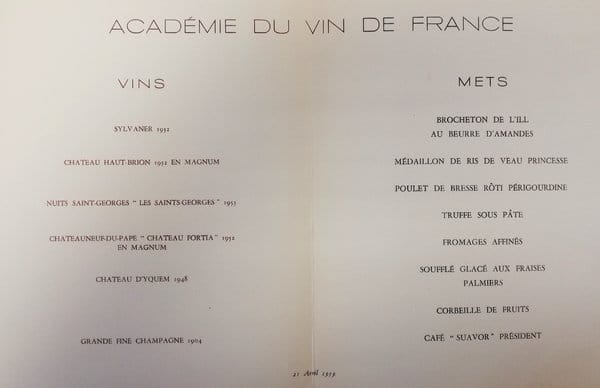 ACADÉMIE DU VIN DE FRANCE
VINS
SYLVANER 1952
CHATEAU HAUT-BRION 1952 EN MAGNUM
NUITS SAINT-GEORGES " LES SAINTS-GEORGES " 1953
CHATEAUNEUF-DU-PAPE " CHATEAU FORTIA " 1952
EN MAGNUM
CHATEAU D'YQUEM 1948
GRANDE FINE CHAMPAGNE 1904
METS
BROCHETON DE L'ILL
AU BEURRE D'AMANDES
MÉDAILLON DE RIS DE VEAU PRINCESSE
POULET DE BRESSE RÔTI PÉRIGOURDINE
TRUFFE SOUS PÂTE
FROMAGES AFFINÉS
SOUFFLÉ GLACÉ AUX FRAISES
PALMIERS
CORBEILLE DE FRUITS
CAFÉ " SUAVOR " PRÉSIDENT
21 Avril 1959